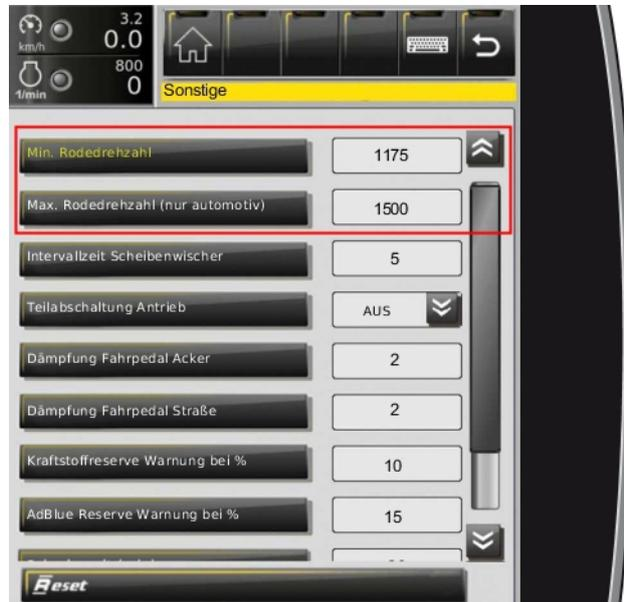 3.2
km/h 0.0
800
1/min 0
Sonstige
Min. Rodedrehzahl 1175
Max. Rodedrehzahl (nur automotiv) 1500
Intervallzeit Scheibenwischer 5
Teilabschaltung Antrieb AUS
Dämpfung Fahrpedal Acker 2
Dämpfung Fahrpedal Straße 2
Kraftstoffreserve Warnung bei % 10
AdBlue Reserve Warnung bei % 15
Reset